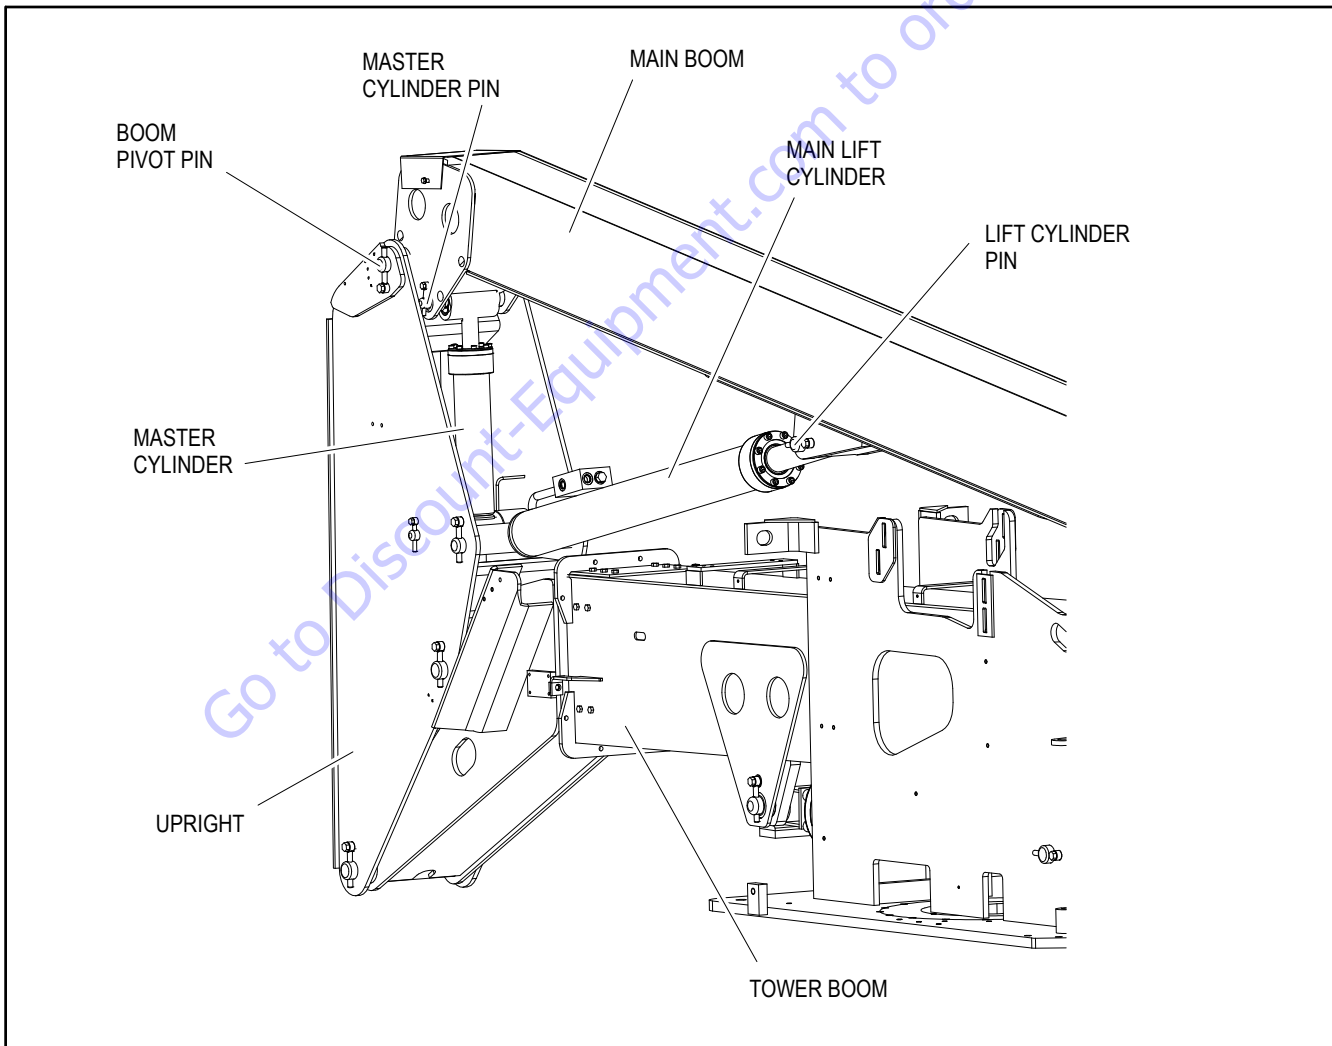 MASTER
CYLINDER PIN
MAIN BOOM
BOOM
PIVOT PIN
MAIN LIFT
CYLINDER
LIFT CYLINDER
PIN
MASTER
CYLINDER
UPRIGHT
TOWER BOOM
Go to Discount-Equipment.com to